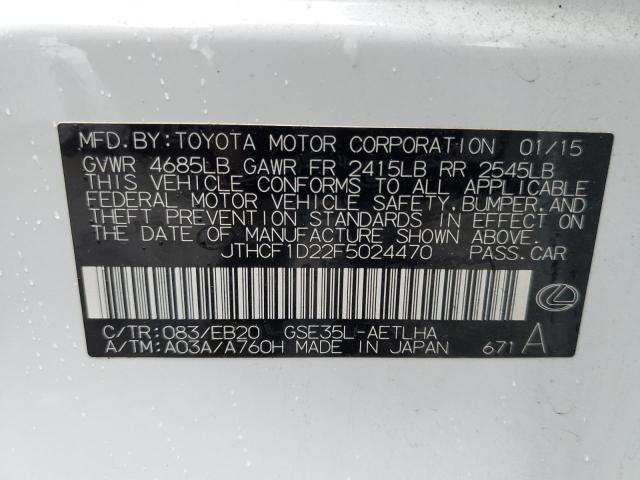 MFD.BY:TOYOTA MOTOR CORPORATION 01/15
GVWR 4685LB GAWR FR 2415LB RR 2545LB
THIS VEHICLE CONFORMS TO ALL APPLICABLE
FEDERAL MOTOR VEHICLE SAFETY,BUMPER,AND
THEFT PREVENTION STANDARDS IN EFFECT ON
THE DATE OF MANUFACTURE SHOWN ABOVE.
JTHCF1D22F5024470 PASS.CAR
C/TR:083/EB20 GSE35L-AETLHA
A/TM:A03A/A760H MADE IN JAPAN 671 A